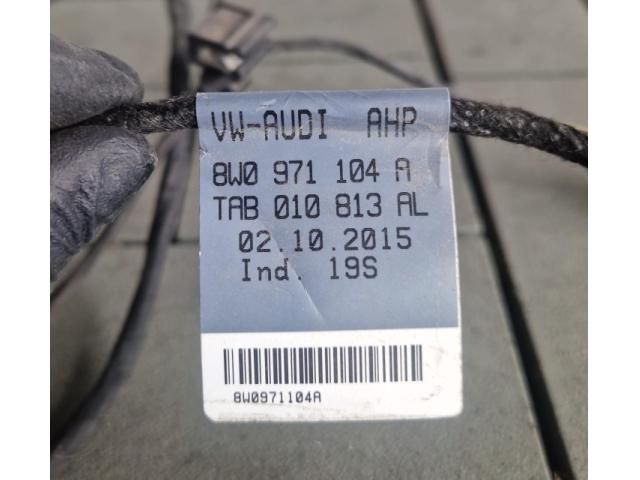 VW-AUDI AHP
8W0 971 104 A
TAB 010 813 AL
02.10.2015
Ind. 19S
8W0971104A